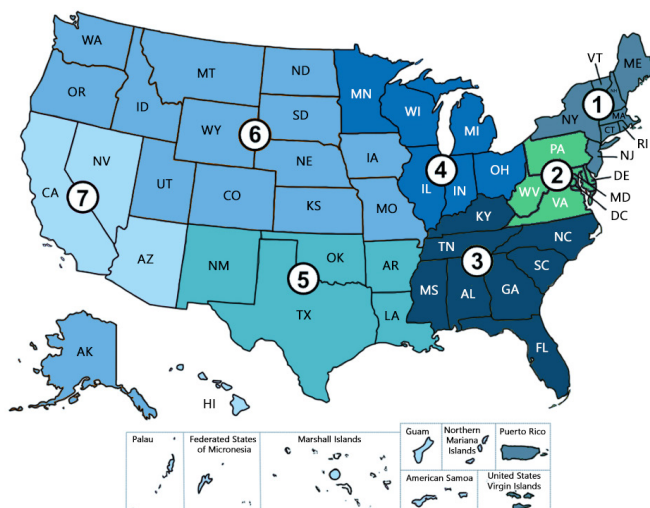 WA
MT
ND
MN
VT
ME
OR
ID
WY
SD
WI
MI
NY
1
MA
CT
RI
6
NV
UT
CO
NE
IA
4
IL
IN
OH
PA
NJ
2
DE
MD
DC
WV
VA
CA
7
KS
MO
KY
AZ
NM
OK
AR
TN
3
NC
SC
5
TX
LA
MS
AL
GA
FL
AK
HI
Palau
Federated States
of Micronesia
Marshall Islands
Guam
Northern
Mariana
Islands
Puerto Rico
American Samoa
United States
Virgin Islands